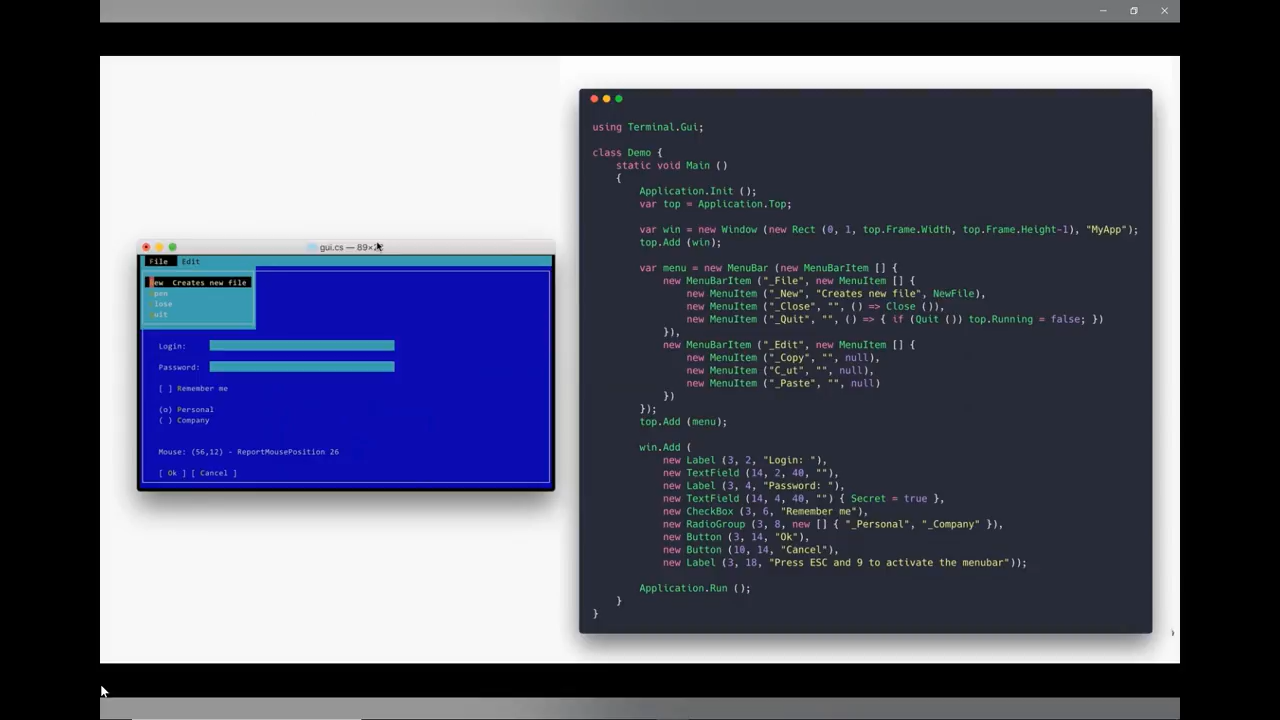 gui.cs — 89×
File Edit
ew Creates new file
pen
lose
uit
Login:
Password:
[ ] Remember me
(o) Personal
( ) Company
Mouse: (56,12) - ReportMousePosition 26
[ Ok ] [ Cancel ]
using Terminal.Gui;
class Demo {
static void Main ()
{
Application.Init ();
var top = Application.Top;
var win = new Window (new Rect (0, 1, top.Frame.Width, top.Frame.Height-1), "MyApp");
top.Add (win);
var menu = new MenuBar (new MenuBarItem [] {
new MenuBarItem ("_File", new MenuItem [] {
new MenuItem ("_New", "Creates new file", NewFile),
new MenuItem ("_Close", "", () => Close ()),
new MenuItem ("_Quit", "", () => { if (Quit ()) top.Running = false; })
}),
new MenuBarItem ("_Edit", new MenuItem [] {
new MenuItem ("_Copy", "", null),
new MenuItem ("C_ut", "", null),
new MenuItem ("_Paste", "", null)
})
});
top.Add (menu);
win.Add (
new Label (3, 2, "Login: "),
new TextField (14, 2, 40, ""),
new Label (3, 4, "Password: "),
new TextField (14, 4, 40, "") { Secret = true },
new CheckBox (3, 6, "Remember me"),
new RadioGroup (3, 8, new [] { "_Personal", "_Company" }),
new Button (3, 14, "Ok"),
new Button (10, 14, "Cancel"),
new Label (3, 18, "Press ESC and 9 to activate the menubar"));
Application.Run ();
}
}